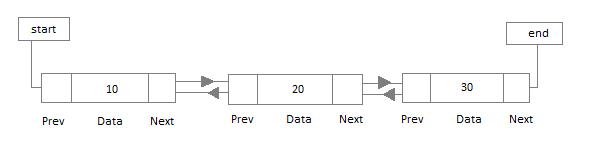 start
end
10
20
30
Prev Data Next
Prev Data Next
Prev Data Next